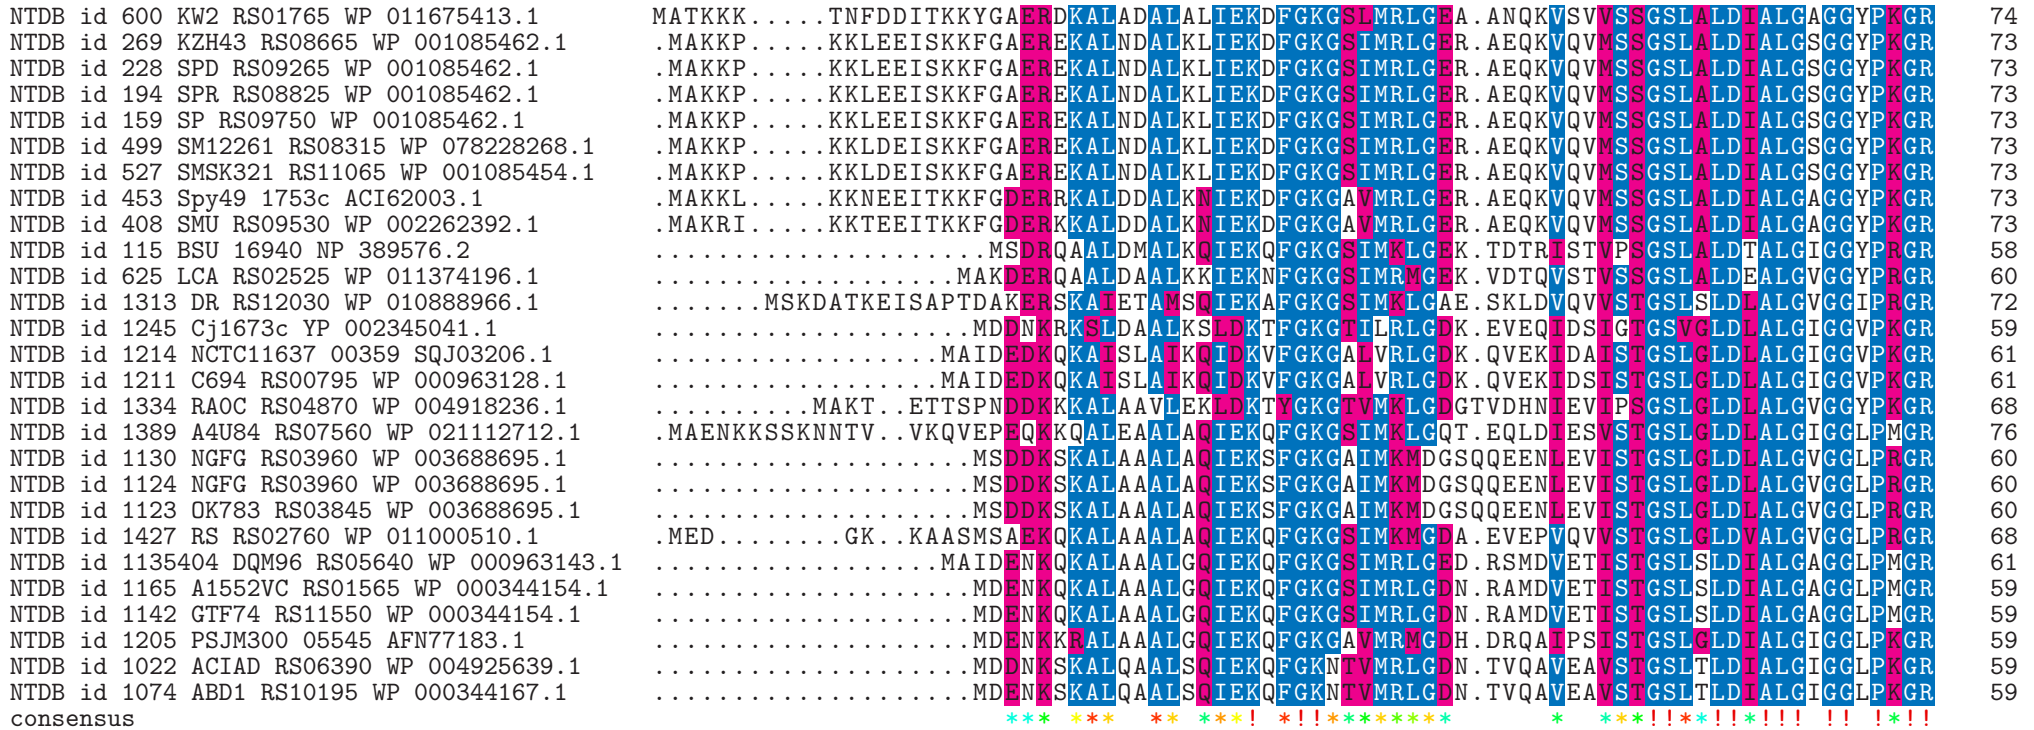 NTDB id 600 KW2 RS01765 WP 011675413.1 MATKKK.....TNFDDITKKYGAERDKALADALALIEKDFGKGSLMRLGEA.ANQKVSVVSSGSLALDIALGAGGYPKGR 74
NTDB id 269 KZH43 RS08665 WP 001085462.1 .MAKKP.....KKLEEISKKFGAEREKALNDALKLIEKDFGKGSIMRLGER.AEQKVQVMSSGSLALDIALGSGGYPKGR 73
NTDB id 228 SPD RS09265 WP 001085462.1 .MAKKP.....KKLEEISKKFGAEREKALNDALKLIEKDFGKGSIMRLGER.AEQKVQVMSSGSLALDIALGSGGYPKGR 73
NTDB id 194 SPR RS08825 WP 001085462.1 .MAKKP.....KKLEEISKKFGAEREKALNDALKLIEKDFGKGSIMRLGER.AEQKVQVMSSGSLALDIALGSGGYPKGR 73
NTDB id 159 SP RS09750 WP 001085462.1 .MAKKP.....KKLEEISKKFGAEREKALNDALKLIEKDFGKGSIMRLGER.AEQKVQVMSSGSLALDIALGSGGYPKGR 73
NTDB id 499 SM12261 RS08315 WP 078228268.1 .MAKKP.....KKLDEISKKFGAEREKALNDALKLIEKDFGKGSIMRLGER.AEQKVQVMSSGSLALDIALGSGGYPKGR 73
NTDB id 527 SMSK321 RS11065 WP 001085454.1 .MAKKP.....KKLDEISKKFGAEREKALNDALKLIEKDFGKGSIMRLGER.AEQKVQVMSSGSLALDIALGSGGYPKGR 73
NTDB id 453 Spy49 1753c ACI62003.1 .MAKKL.....KKNEEITKKFGDERRKALDDALKNIEKDFGKGAVMRLGER.AEQKVQVMSSGSLALDIALGAGGYPKGR 73
NTDB id 408 SMU RS09530 WP 002262392.1 .MAKRI.....KKTEEITKKFGDERKKALDDALKNIEKDFGKGAVMRLGER.AEQKVQVMSSGSLALDIALGAGGYPKGR 73
NTDB id 115 BSU 16940 NP 389576.2 .....................MSDRQAALDMALKQIEKQFGKGSIMKLGEK.TDTRISTVPSGSLALDTALGIGGYPRGR 58
NTDB id 625 LCA RS02525 WP 011374196.1 ...................MAKDERQAALDAALKKIEKNFGKGSIMRMGEK.VDTQVSTVSSGSLALDEALGVGGYPRGR 60
NTDB id 1313 DR RS12030 WP 010888966.1 .......MSKDATKEISAPTDAKERSKAIETAMSQIEKAFGKGSIMKLGAE.SKLDVQVVSTGSLSLDLALGVGGIPRGR 72
NTDB id 1245 Cj1673c YP 002345041.1 ....................MDDNKRKSLDAALKSLDKTFGKGTILRLGDK.EVEQIDSIGTGSVGLDLALGIGGVPKGR 59
NTDB id 1214 NCTC11637 00359 SQJ03206.1 ..................MAIDEDKQKAISLAIKQIDKVFGKGALVRLGDK.QVEKIDAISTGSLGLDLALGIGGVPKGR 61
NTDB id 1211 C694 RS00795 WP 000963128.1 ..................MAIDEDKQKAISLAIKQIDKVFGKGALVRLGDK.QVEKIDSISTGSLGLDLALGIGGVPKGR 61
NTDB id 1334 RA0C RS04870 WP 004918236.1 ..........MAKT..ETTSPNDDKKKALAAVLEKLDKTYGKGTVMKLGDGTVDHNIEVIPSGSLGLDLALGVGGYPKGR 68
NTDB id 1389 A4U84 RS07560 WP 021112712.1 .MAENKKSSKNNTV..VKQVEPEQKKQALEAALAQIEKQFGKGSIMKLGQT.EQLDIESVSTGSLGLDLALGIGGLPMGR 76
NTDB id 1130 NGFG RS03960 WP 003688695.1 ....................MSDDKSKALAAALAQIEKSFGKGAIMKMDGSQQEENLEVISTGSLGLDLALGVGGLPRGR 60
NTDB id 1124 NGFG RS03960 WP 003688695.1 ....................MSDDKSKALAAALAQIEKSFGKGAIMKMDGSQQEENLEVISTGSLGLDLALGVGGLPRGR 60
NTDB id 1123 OK783 RS03845 WP 003688695.1 ....................MSDDKSKALAAALAQIEKSFGKGAIMKMDGSQQEENLEVISTGSLGLDLALGVGGLPRGR 60
NTDB id 1427 RS RS02760 WP 011000510.1 .MED........GK..KAASMSAEKQKALAAALAQIEKQFGKGSIMKMGDA.EVEPVQVVSTGSLGLDVALGVGGLPRGR 68
NTDB id 1135404 DQM96 RS05640 WP 000963143.1 ..................MAIDENKQKALAAALGQIEKQFGKGSIMRLGED.RSMDVETISTGSLSLDIALGAGGLPMGR 61
NTDB id 1165 A1552VC RS01565 WP 000344154.1 ....................MDENKQKALAAALGQIEKQFGKGSIMRLGDN.RAMDVETISTGSLSLDIALGAGGLPMGR 59
NTDB id 1142 GTF74 RS11550 WP 000344154.1 ....................MDENKQKALAAALGQIEKQFGKGSIMRLGDN.RAMDVETISTGSLSLDIALGAGGLPMGR 59
NTDB id 1205 PSJM300 05545 AFN77183.1 ....................MDENKKRALAAALGQIEKQFGKGAVMRMGDH.DRQAIPSISTGSLGLDIALGIGGLPKGR 59
NTDB id 1022 ACIAD RS06390 WP 004925639.1 ....................MDDNKSKALQAALSQIEKQFGKNTVMRLGDN.TVQAVEAVSTGSLTLDIALGIGGLPKGR 59
NTDB id 1074 ABD1 RS10195 WP 000344167.1 ....................MDENKSKALQAALSQIEKQFGKNTVMRLGDN.TVQAVEAVSTGSLTLDIALGIGGLPKGR 59
consensus *** *** ** ***! *!!******** * ***!!**!!*!!! !! !*!!